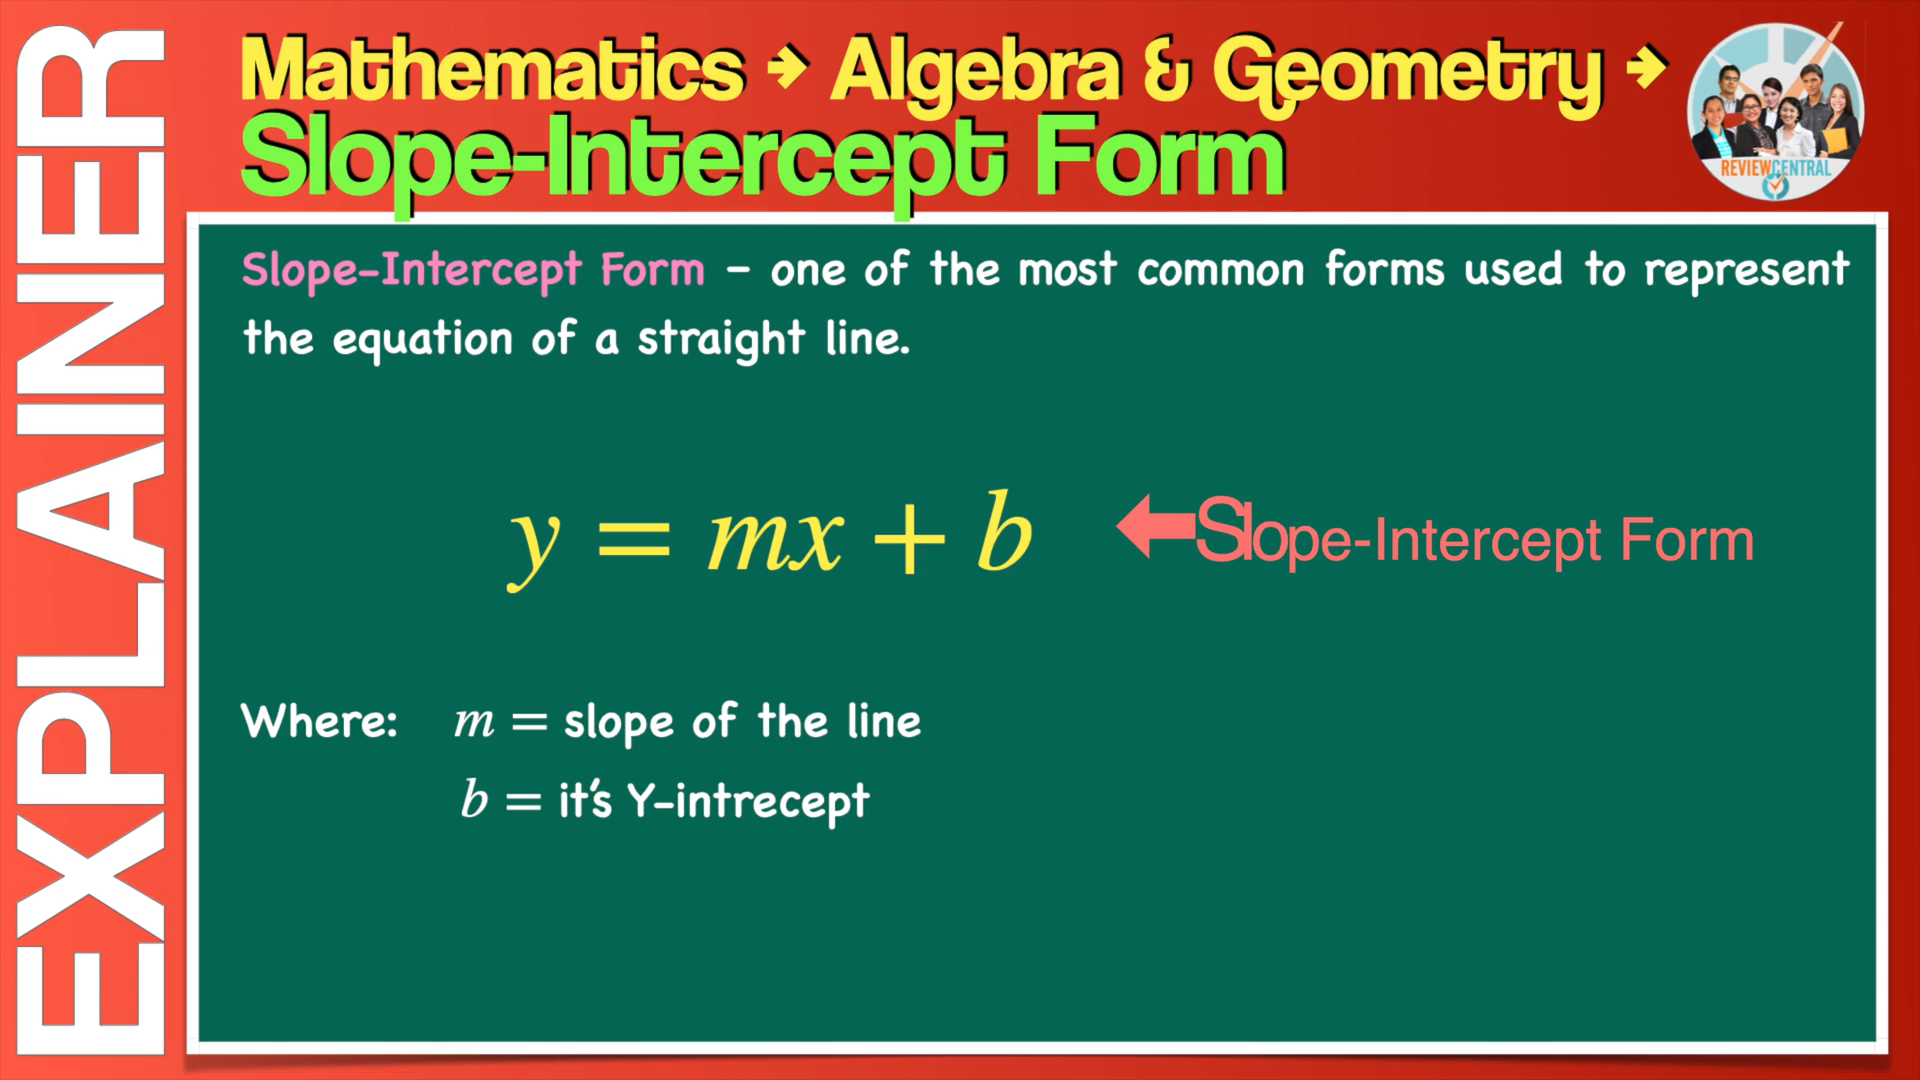 EXPLAINER
Mathematics → Algebra & Geometry →
Slope-Intercept Form
REVIEWCENTRAL
Slope-Intercept Form – one of the most common forms used to represent
the equation of a straight line.
y = mx + b ⬅Slope-Intercept Form
Where: m = slope of the line
b = it's Y-intrecept